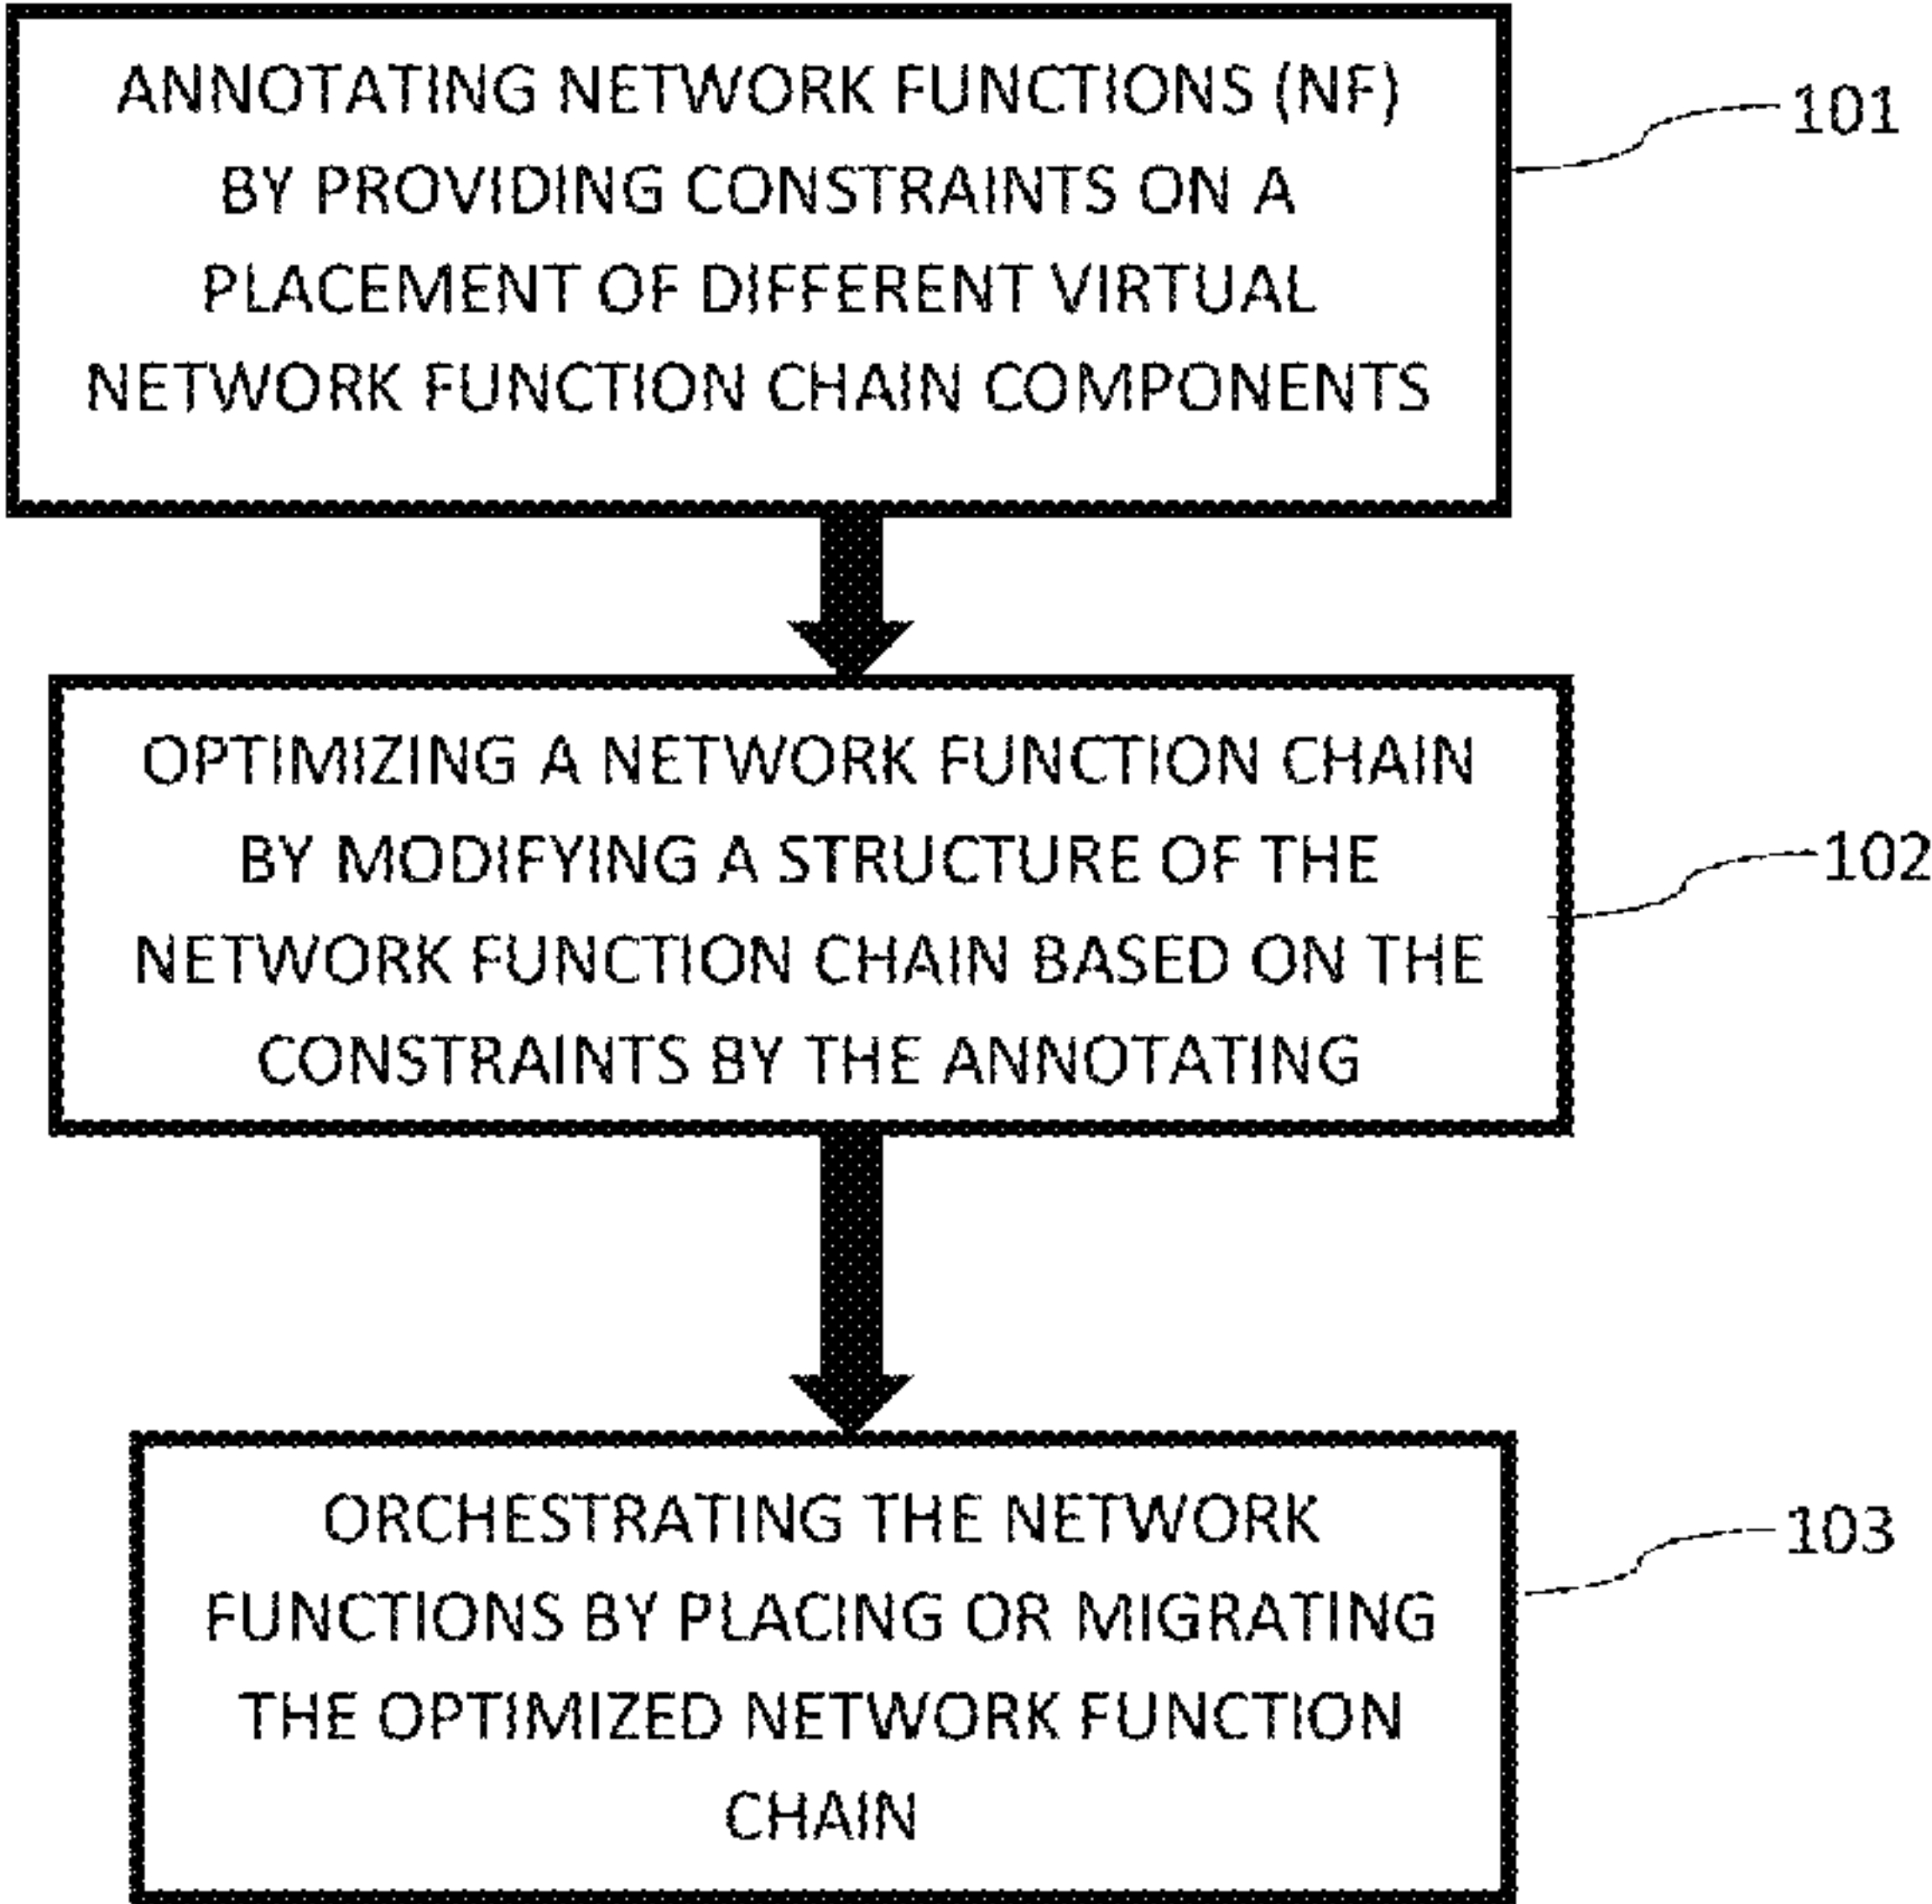 ANNOTATING NETWORK FUNCTIONS (NF)
BY PROVIDING CONSTRAINTS ON A
PLACEMENT OF DIFFERENT VIRTUAL
NETWORK FUNCTION CHAIN COMPONENTS
101
OPTIMIZING A NETWORK FUNCTION CHAIN
BY MODIFYING A STRUCTURE OF THE
NETWORK FUNCTION CHAIN BASED ON THE
CONSTRAINTS BY THE ANNOTATING
102
ORCHESTRATING THE NETWORK
FUNCTIONS BY PLACING OR MIGRATING
THE OPTIMIZED NETWORK FUNCTION
CHAIN
103